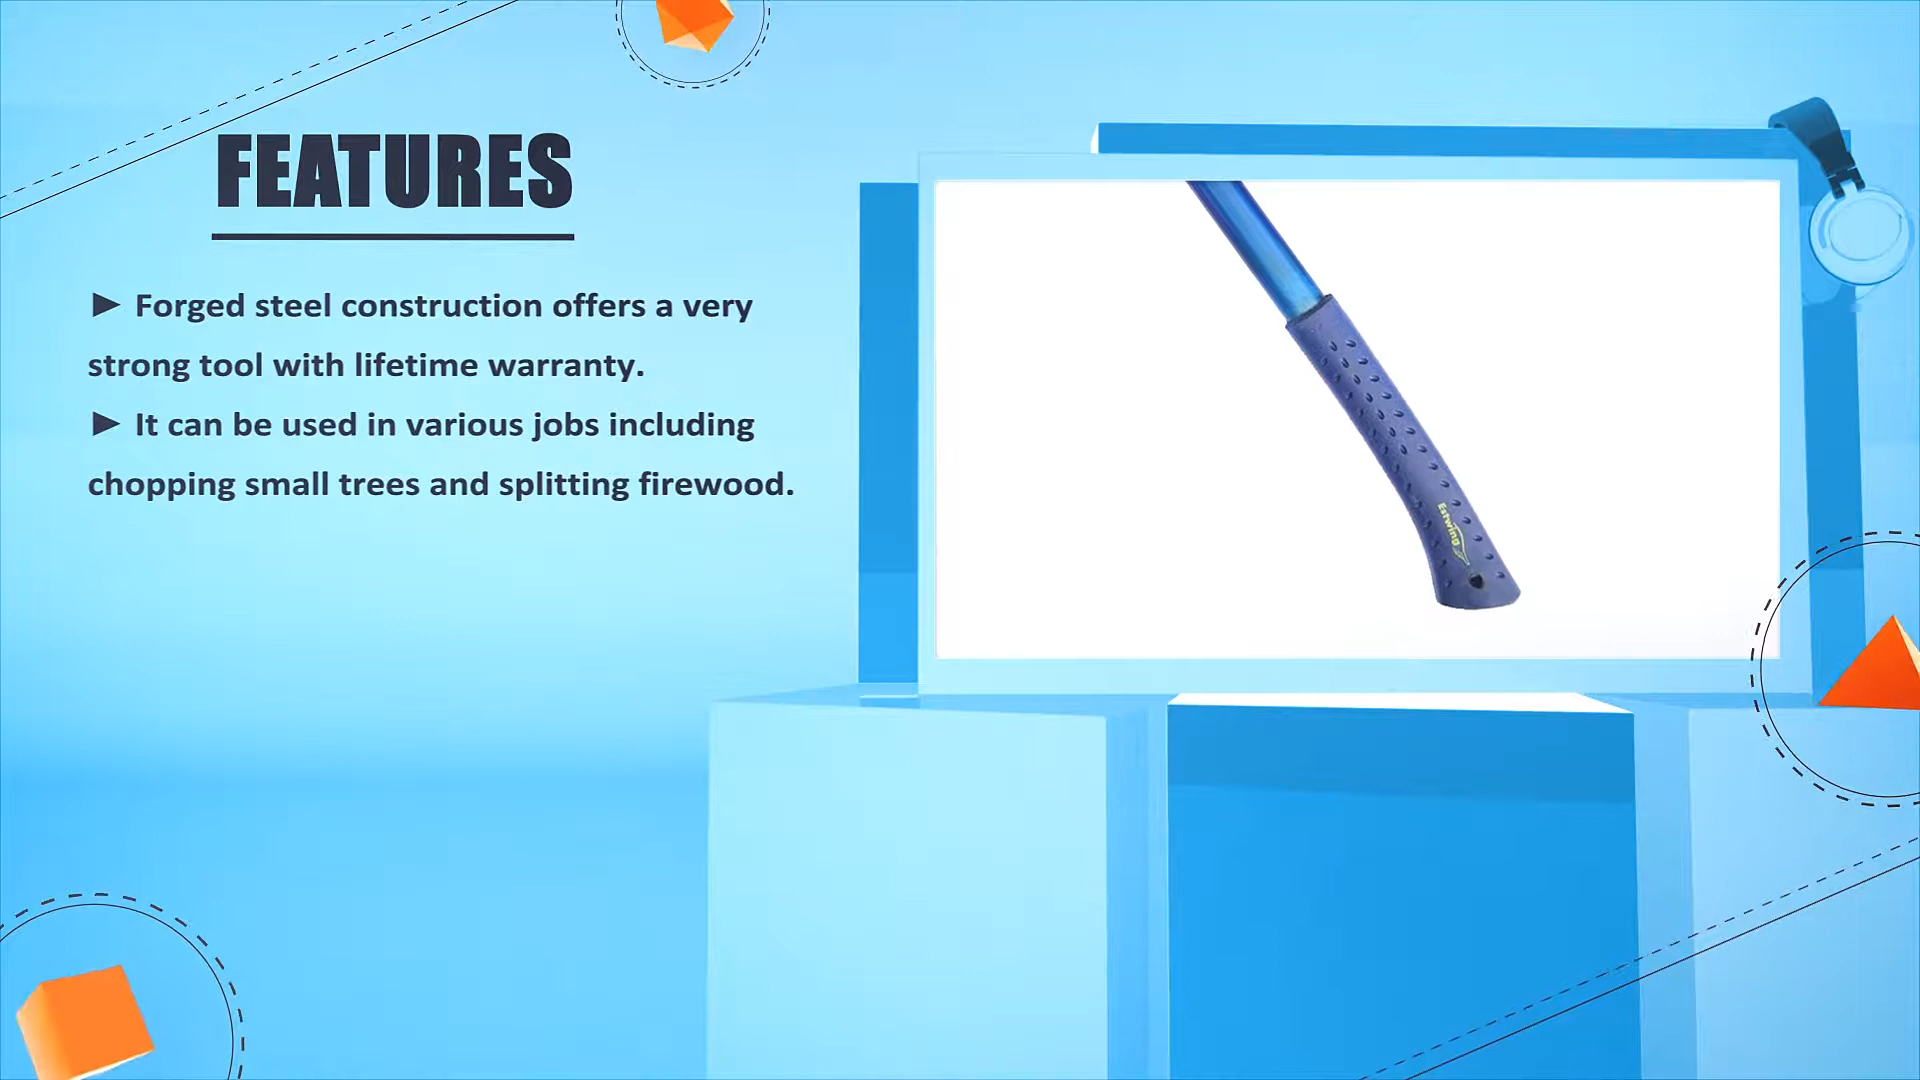 FEATURES
► Forged steel construction offers a very
strong tool with lifetime warranty.
► It can be used in various jobs including
chopping small trees and splitting firewood.
Estwing